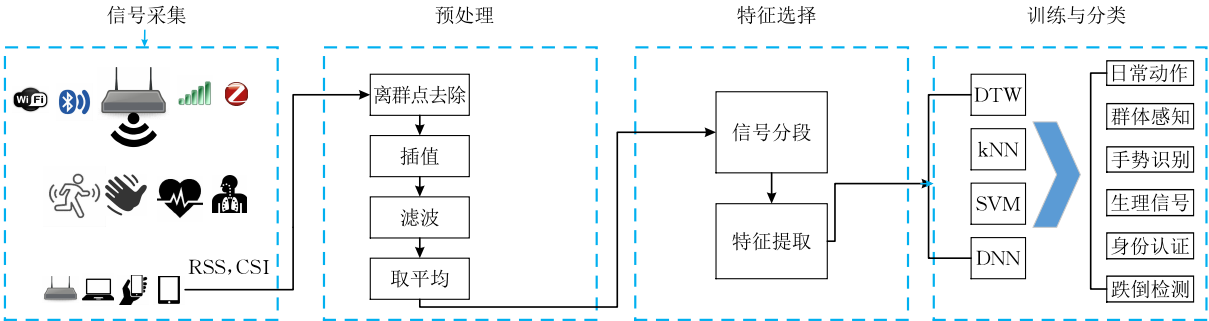 信号采集
预处理
特征选择
训练与分类
WiFi
Z
RSS,CSI
离群点去除
插值
滤波
取平均
信号分段
特征提取
DTW
kNN
SVM
DNN
日常动作
群体感知
手势识别
生理信号
身份认证
跌倒检测